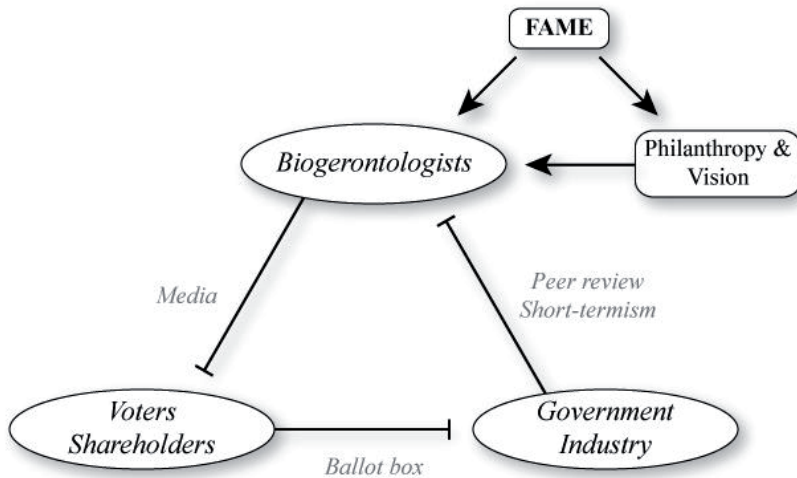 FAME
Philanthropy &
Vision
Biogerontologists
Media
Peer review
Short-termism
Voters
Shareholders
Government
Industry
Ballot box